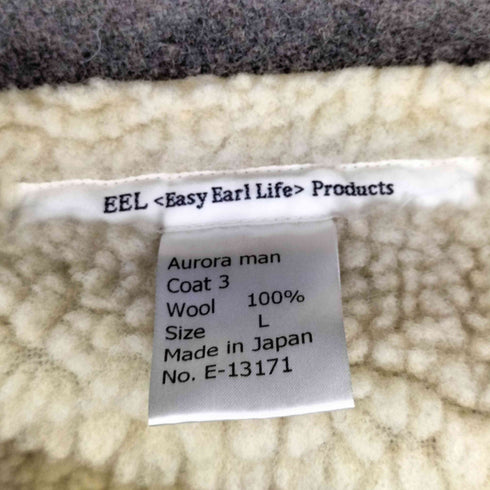 EEL <Easy Earl Life> Products
Aurora man
Coat 3
Wool 100%
Size L
Made in Japan
No. E-13171